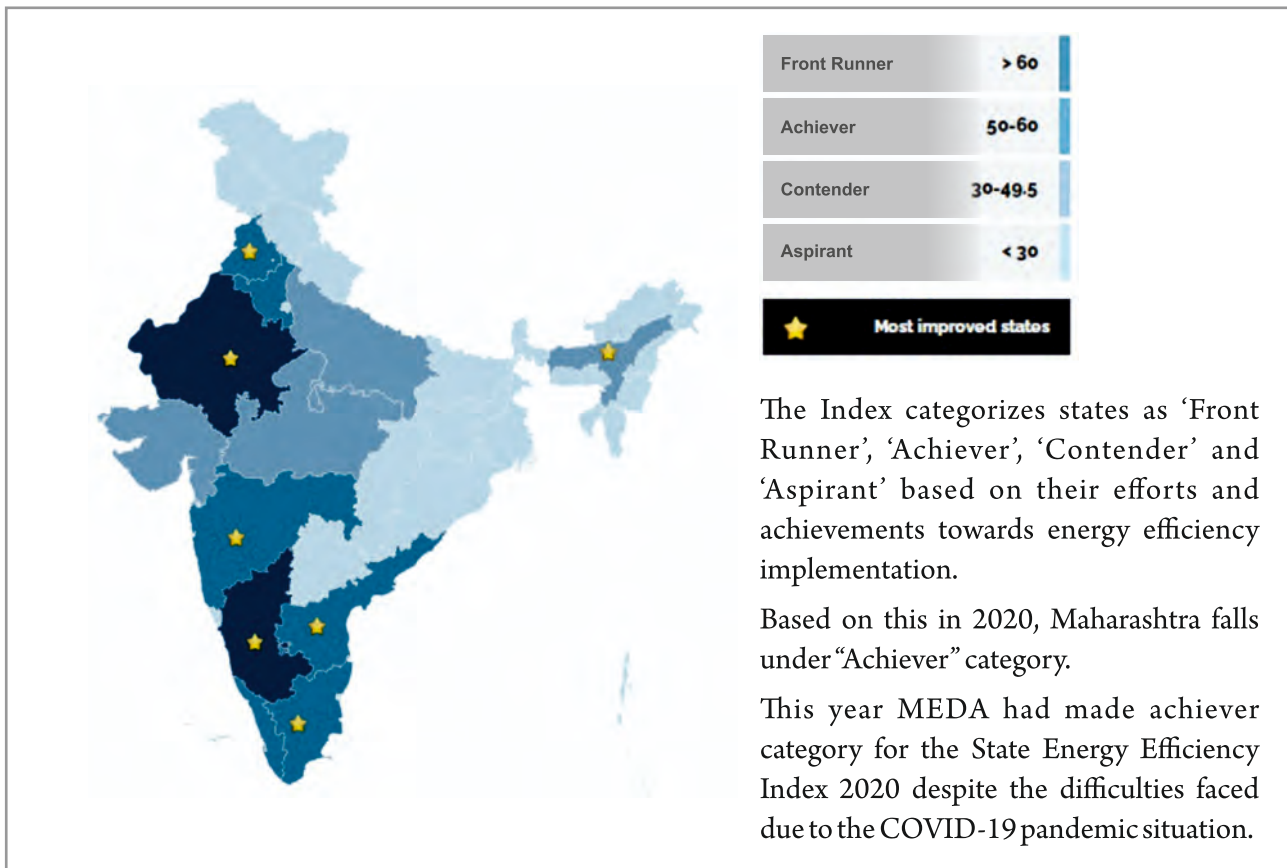 Front Runner > 60
Achiever 50-60
Contender 30-49.5
Aspirant < 30
Most improved states
The Index categorizes states as ‘Front
Runner’, ‘Achiever’, ‘Contender’ and
‘Aspirant’ based on their efforts and
achievements towards energy efficiency
implementation.
Based on this in 2020, Maharashtra falls
under “Achiever” category.
This year MEDA had made achiever
category for the State Energy Efficiency
Index 2020 despite the difficulties faced
due to the COVID-19 pandemic situation.